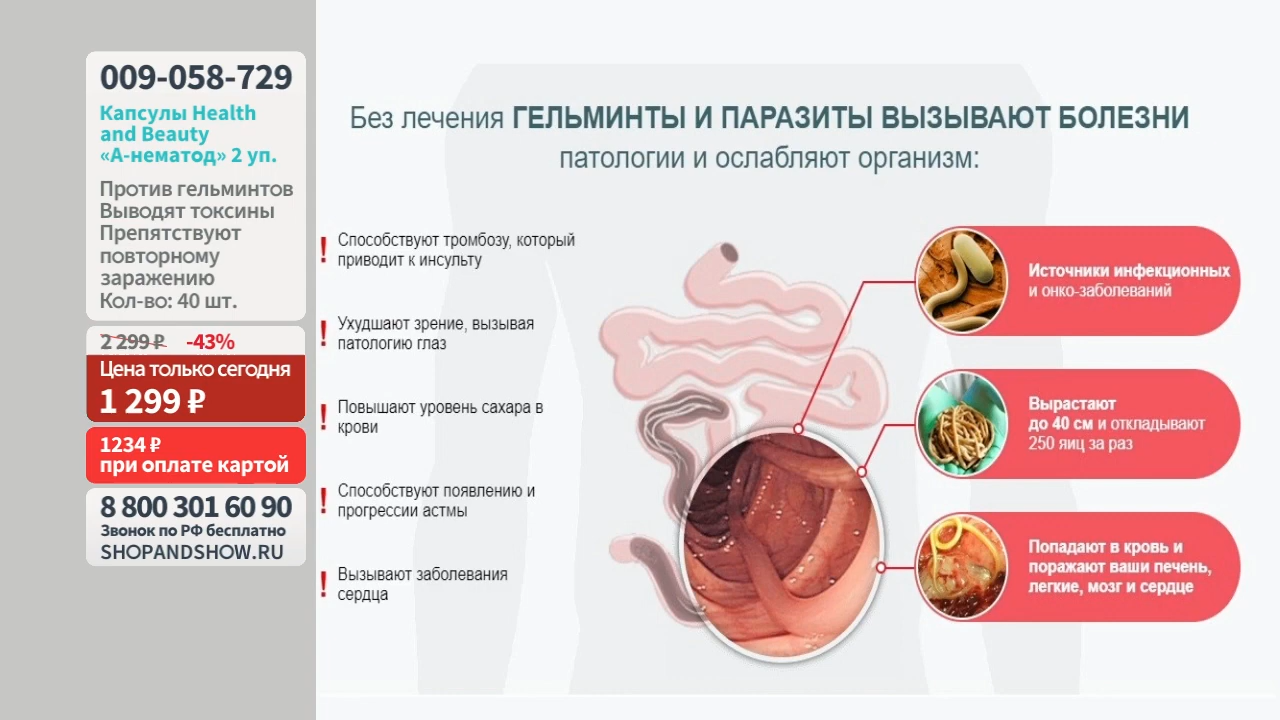 009-058-729
Капсулы Health
and Beauty
«А-нематод» 2 уп.
Против гельминтов
Выводят токсины
Препятствуют
повторному
заражению
Кол-во: 40 шт.
2 299 ₽ -43%
Цена только сегодня
1 299 ₽
1234 ₽
при оплате картой
8 800 301 60 90
Звонок по РФ бесплатно
SHOPANDSHOW.RU
Без лечения ГЕЛЬМИНТЫ И ПАРАЗИТЫ ВЫЗЫВАЮТ БОЛЕЗНИ
патологии и ослабляют организм:
! Способствуют тромбозу, который
приводит к инсульту
! Ухудшают зрение, вызывая
патологию глаз
! Повышают уровень сахара в
крови
! Способствуют появлению и
прогрессии астмы
! Вызывают заболевания
сердца
Источники инфекционных
и онко-заболеваний
Вырастают
до 40 см и откладывают
250 яиц за раз
Попадают в кровь и
поражают ваши печень,
легкие, мозг и сердце